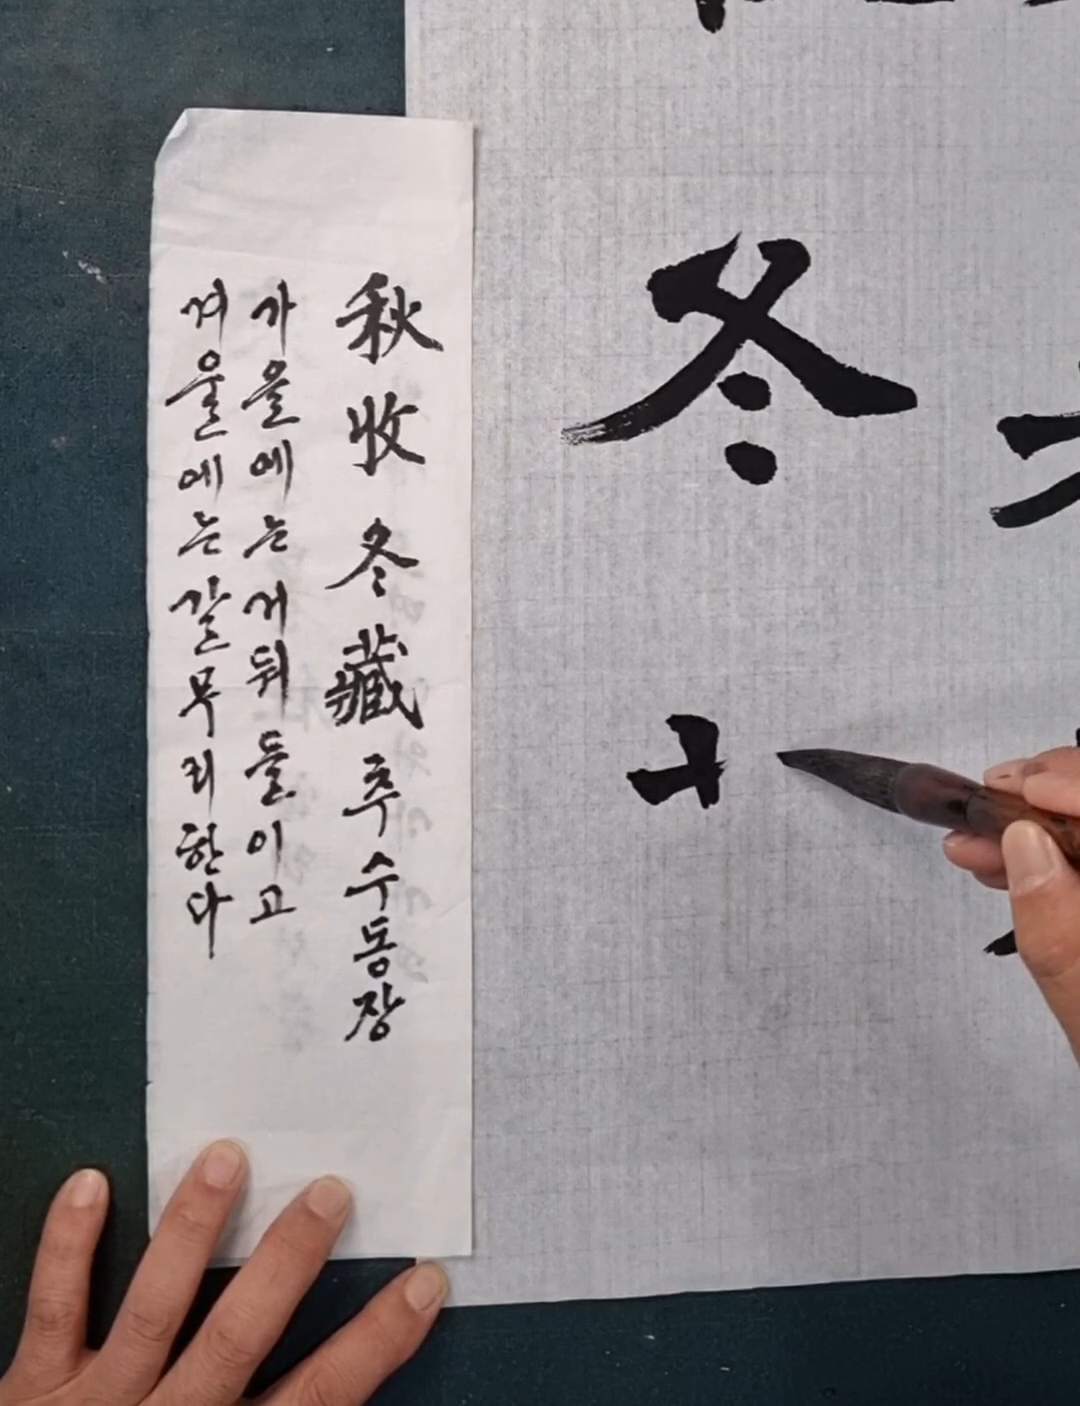 秋收冬藏추수동장
가을에는거둬들이고
겨울에는갈무리한다
冬